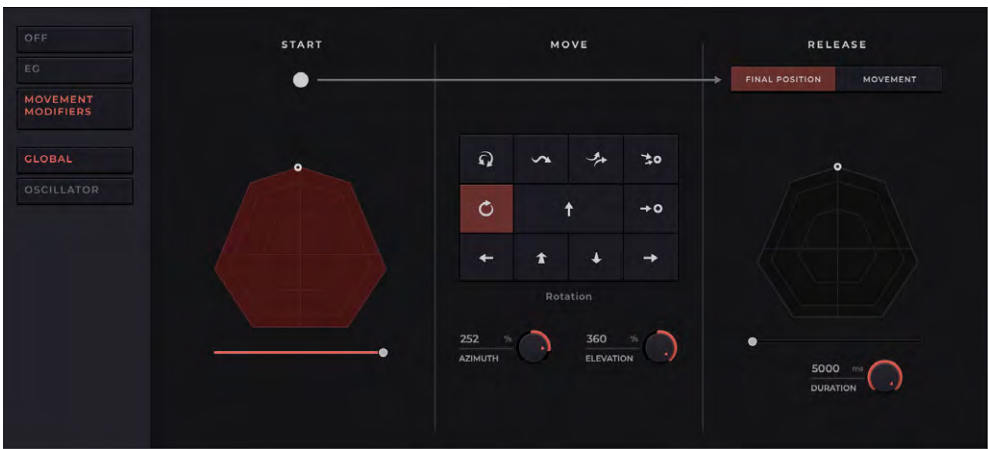 OFF
EG
MOVEMENT
MODIFIERS
GLOBAL
OSCILLATOR
START
MOVE
RELEASE
FINAL POSITION
MOVEMENT
Rotation
252 %
AZIMUTH
360 %
ELEVATION
5000 ms
DURATION